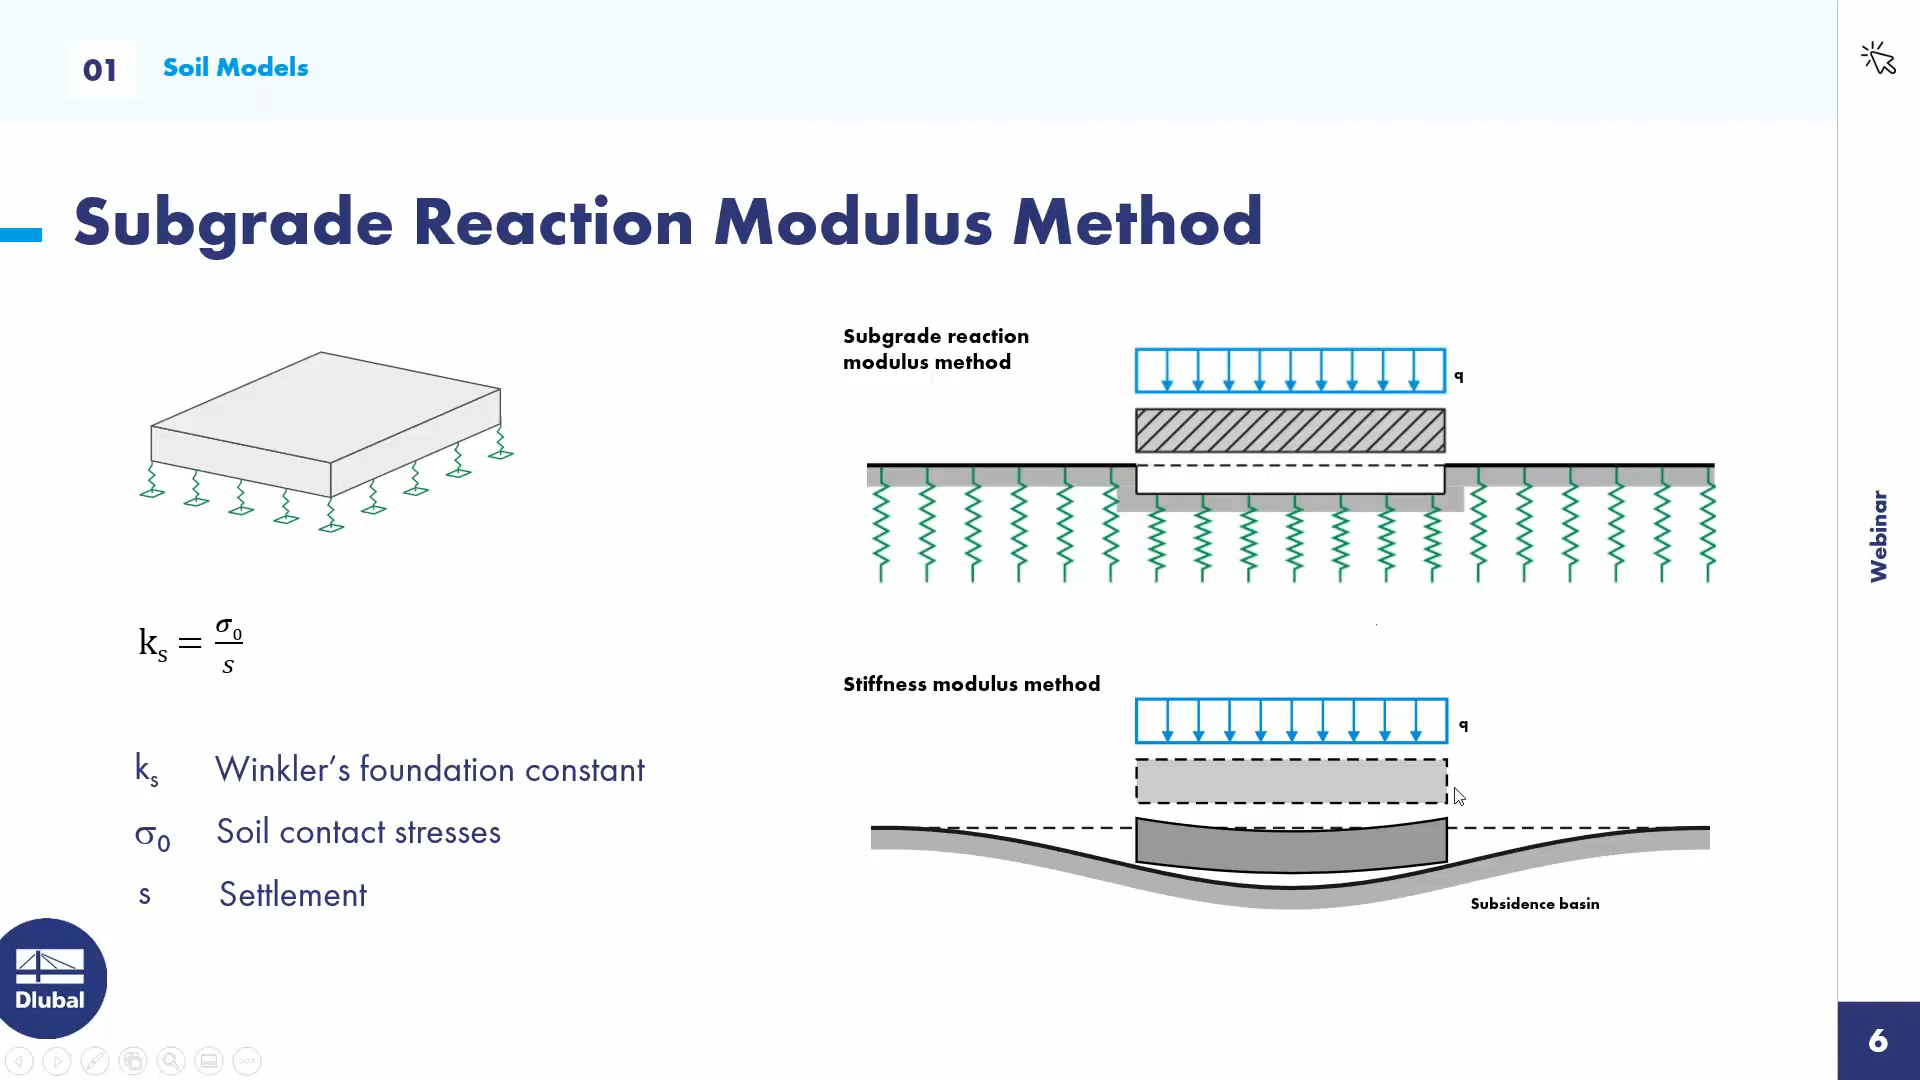 01
Soil Models
Subgrade Reaction Modulus Method
Subgrade reaction
modulus method
q
kₛ = σ₀/s
Stiffness modulus method
q
kₛ Winkler’s foundation constant
σ₀ Soil contact stresses
s Settlement
Subsidence basin
Dlubal
Webinar
6